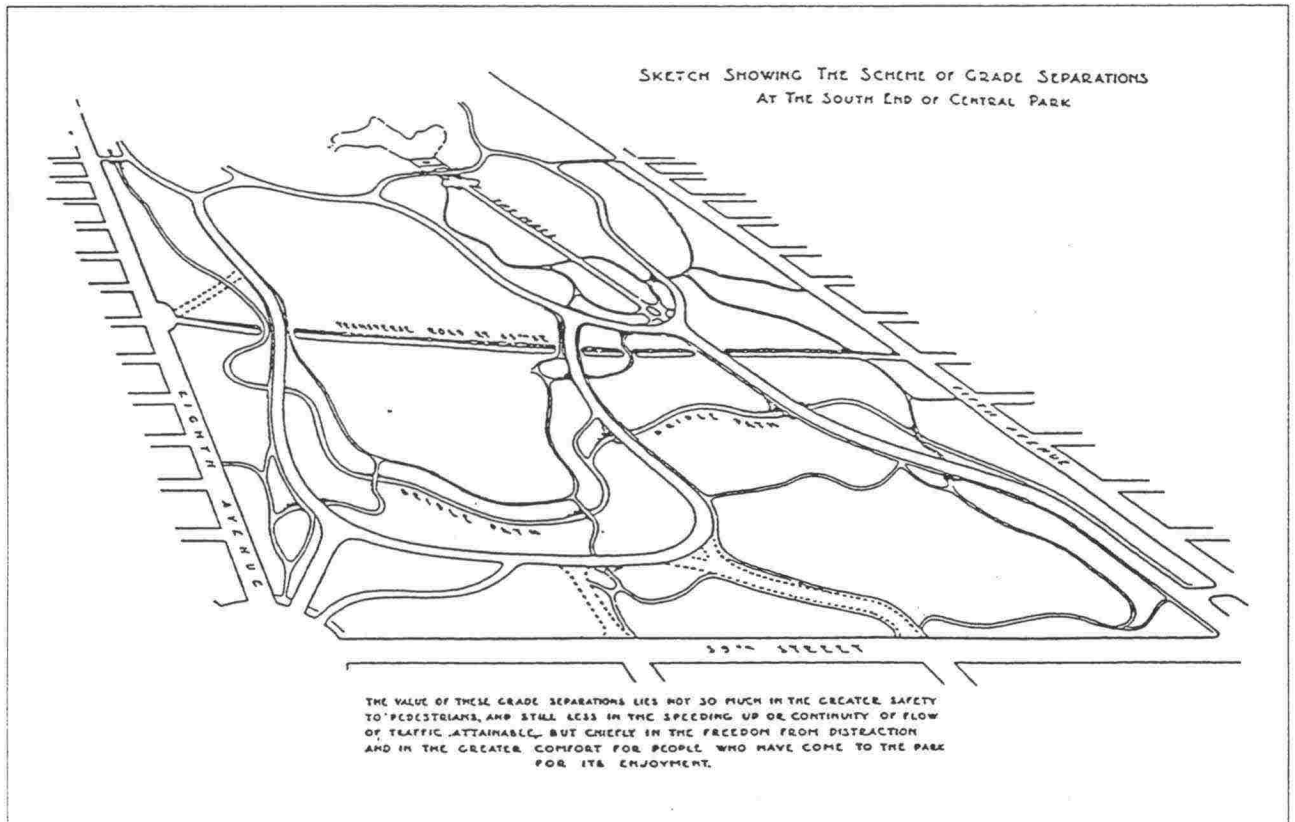 SKETCH SHOWING THE SCHEME OF GRADE SEPARATIONS
AT THE SOUTH END OF CENTRAL PARK
THE MALL
TRANSVERSE ROAD AT 65TH ST
EIGHTH AVENUE
FIFTH AVENUE
BRIDLE PATH
BRIDLE PATH
59TH STREET
THE VALUE OF THESE GRADE SEPARATIONS LIES NOT SO MUCH IN THE GREATER SAFETY
TO PEDESTRIANS, AND STILL LESS IN THE SPEEDING UP OR CONTINUITY OF FLOW
OF TRAFFIC ATTAINABLE, BUT CHIEFLY IN THE FREEDOM FROM DISTRACTION
AND IN THE GREATER COMFORT FOR PEOPLE WHO HAVE COME TO THE PARK
FOR ITS ENJOYMENT.